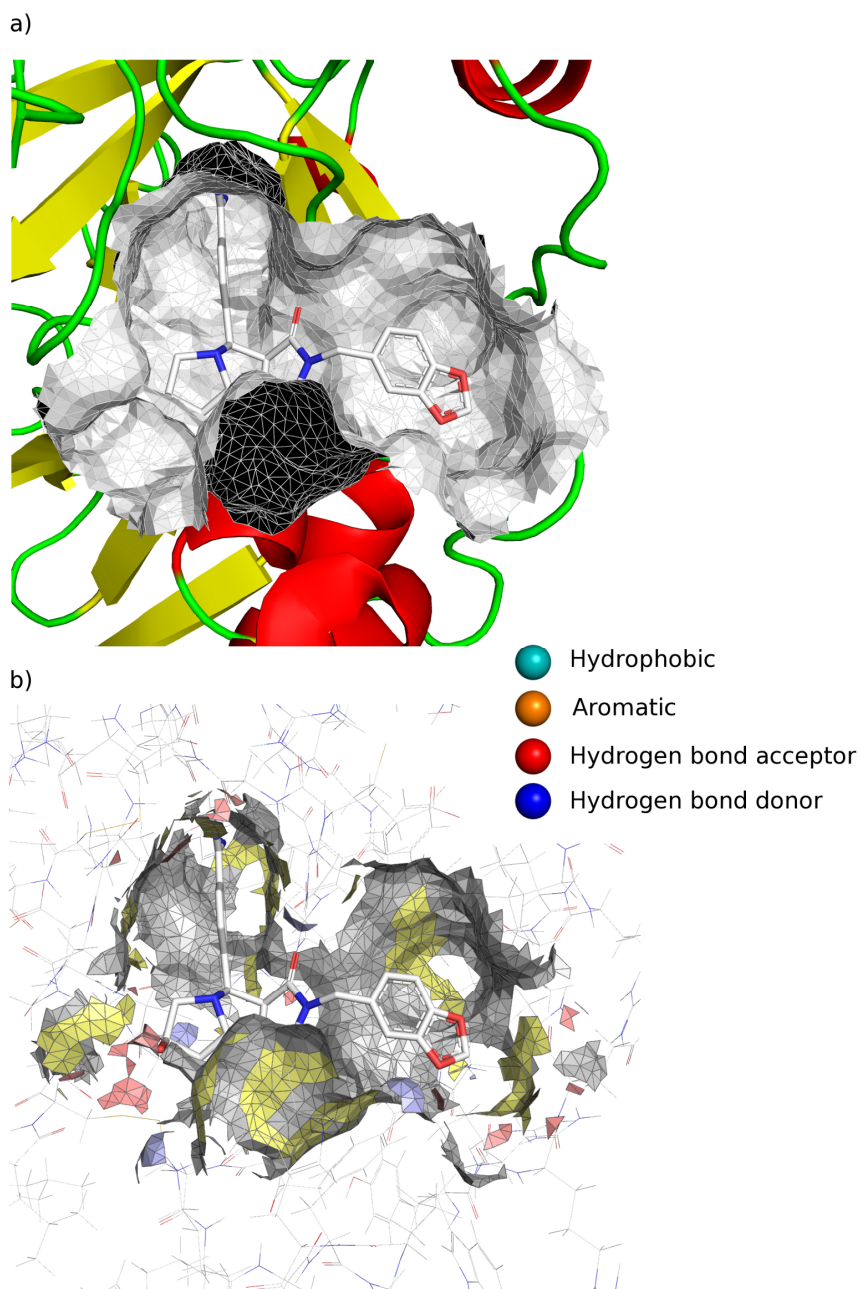 a)
Hydrophobic
b)
Aromatic
Hydrogen bond acceptor
Hydrogen bond donor